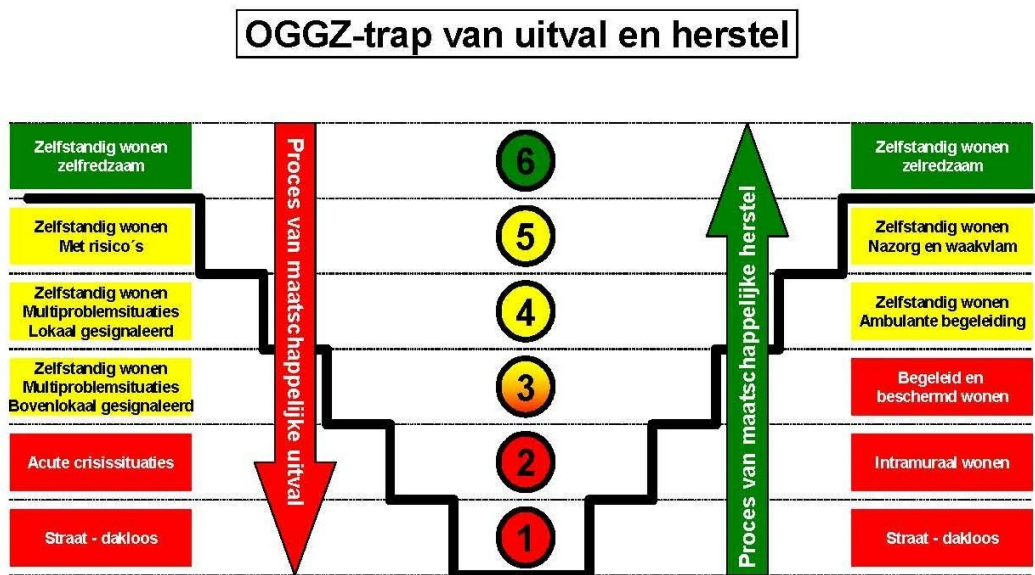 OGGZ-trap van uitval en herstel
Zelfstandig wonen
zelfredzaam
Zelfstandig wonen
Met risico´s
Zelfstandig wonen
Multiproblemsituaties
Lokaal gesignaleerd
Zelfstandig wonen
Multiproblemsituaties
Bovenlokaal gesignaleerd
Acute crisissituaties
Straat - dakloos
Proces van maatschappelijke uitval
6
5
4
3
2
1
Proces van maatschappelijke herstel
Zelfstandig wonen
zelredzaam
Zelfstandig wonen
Nazorg en waakvlam
Zelfstandig wonen
Ambulante begeleiding
Begeleid en
beschermd wonen
Intramuraal wonen
Straat - dakloos